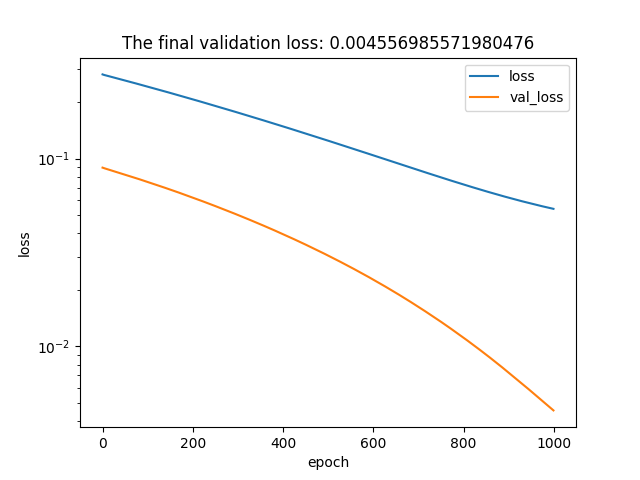 The final validation loss: 0.004556985571980476
loss
val_loss
10⁻¹
10⁻²
loss
0 200 400 600 800 1000
epoch